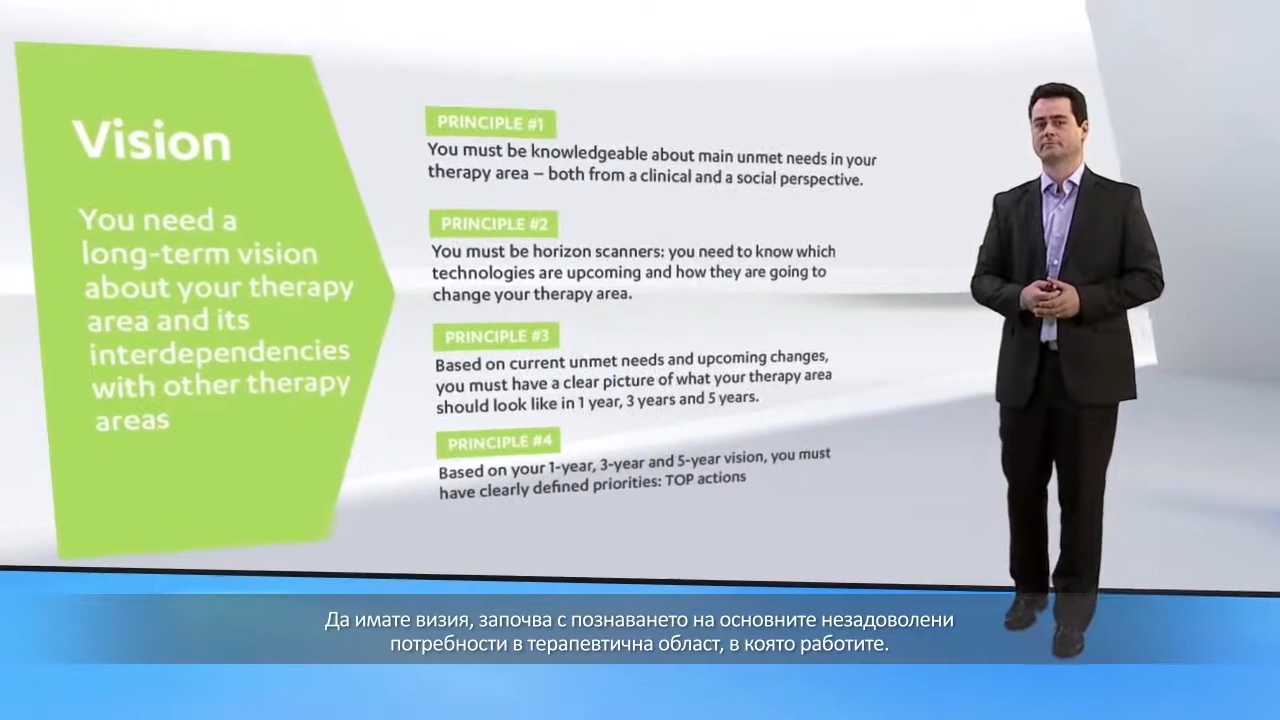 Vision
You need a
long-term vision
about your therapy
area and its
interdependencies
with other therapy
areas
PRINCIPLE #1
You must be knowledgeable about main unmet needs in your
therapy area – both from a clinical and a social perspective.
PRINCIPLE #2
You must be horizon scanners: you need to know which
technologies are upcoming and how they are going to
change your therapy area.
PRINCIPLE #3
Based on current unmet needs and upcoming changes,
you must have a clear picture of what your therapy area
should look like in 1 year, 3 years and 5 years.
PRINCIPLE #4
Based on your 1-year, 3-year and 5-year vision, you must
have clearly defined priorities: TOP actions
Да имате визия, започва с познаването на основните незадоволени
потребности в терапевтична област, в която работите.